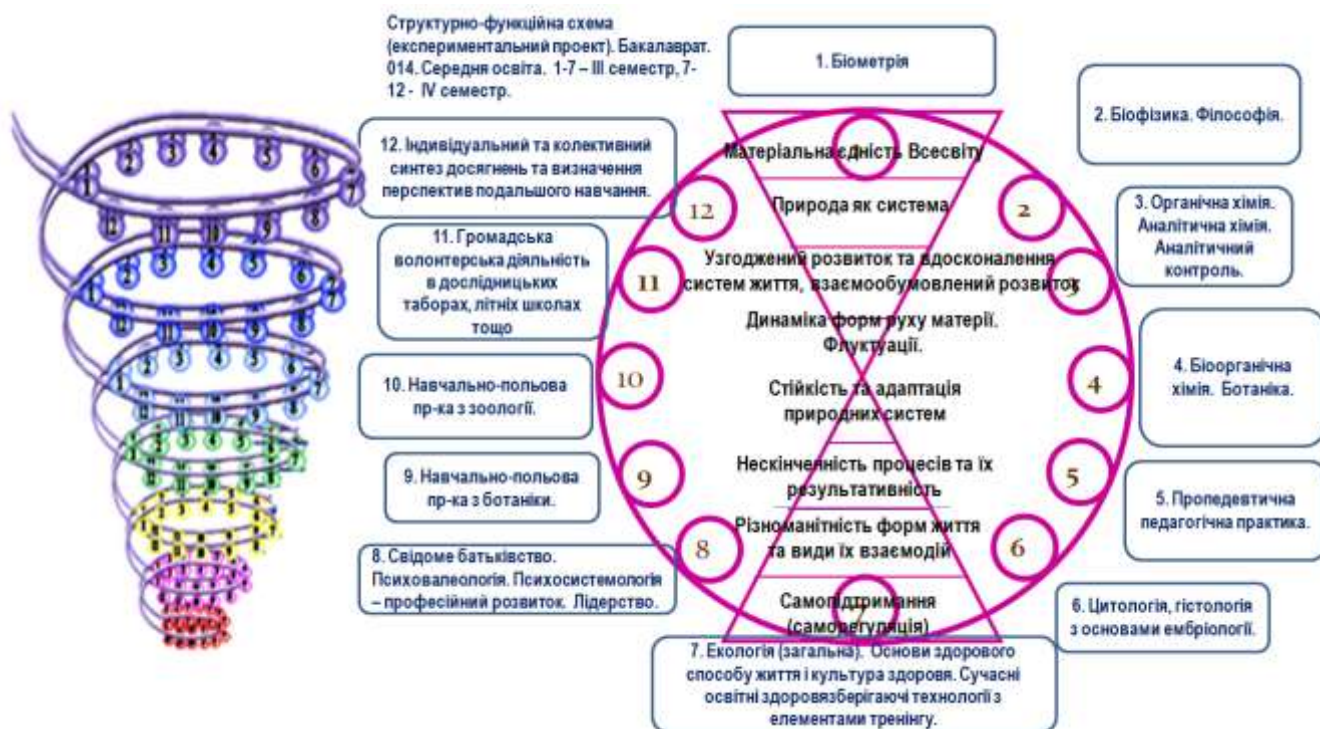 Структурно-функційна схема
(експериментальний проект). Бакалаврат.
014. Середня освіта. 1-7 – III семестр, 7-
12 - IV семестр.
1. Біометрія
2. Біофізика. Філософія.
3. Органічна хімія.
Аналітична хімія.
Аналітичний
контроль.
4. Біоорганічна
хімія. Ботаніка.
5. Пропедевтична
педагогічна практика.
6. Цитологія, гістологія
з основами ембріології.
7. Екологія (загальна). Основи здорового
способу життя і культура здоровя. Сучасні
освітні здоровязберігаючі технології з
елементами тренінгу.
8. Свідоме батьківство.
Психовалеологія. Психосистемологія
– професійний розвиток. Лідерство.
9. Навчально-польова
пр-ка з ботаніки.
10. Навчально-польова
пр-ка з зоології.
11. Громадська
волонтерська діяльність
в дослідницьких
таборах, літніх школах
тощо
12. Індивідуальний та колективний
синтез досягнень та визначення
перспектив подальшого навчання.
Матеріальна єдність Всесвіту
Природа як система
Узгоджений розвиток та вдосконалення
систем життя, взаємообумовлений розвиток
Динаміка форм руху матерії.
Флуктуації.
Стійкість та адаптація
природних систем
Нескінченність процесів та їх
результативність
Різноманітність форм життя
та види їх взаємодій
Самопідтримання
(саморегуляція)
1
2
3
4
5
6
7
8
9
10
11
12